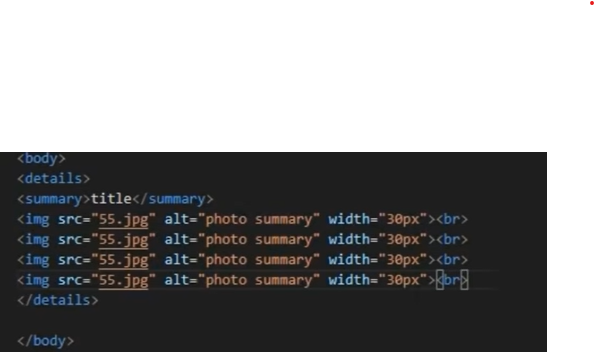 <body>
<details>
<summary>title</summary>
<img src="55.jpg" alt="photo summary" width="30px"><br>
<img src="55.jpg" alt="photo summary" width="30px"><br>
<img src="55.jpg" alt="photo summary" width="30px"><br>
<img src="55.jpg" alt="photo summary" width="30px"><br>
</details>
</body>